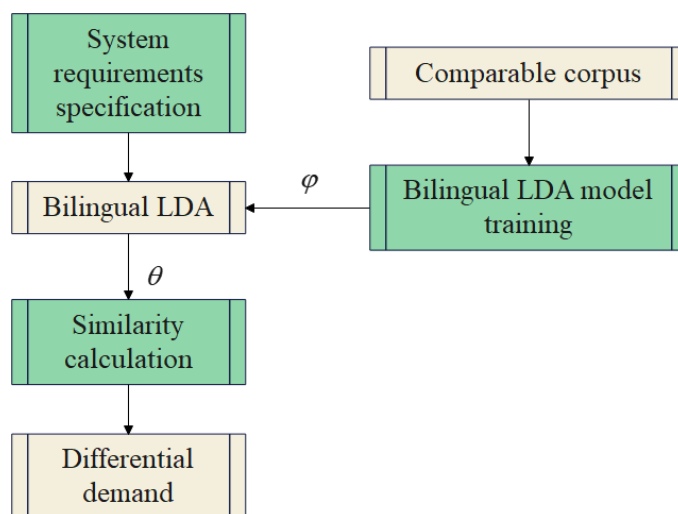 System
requirements
specification
Comparable corpus
Bilingual LDA
φ
Bilingual LDA model
training
θ
Similarity
calculation
Differential
demand